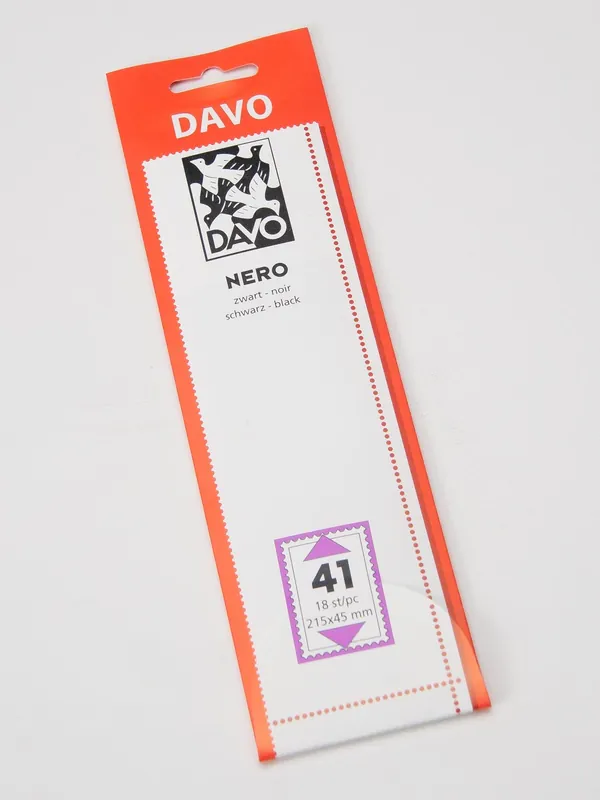 DAVO
DAVO
NERO
zwart - noir
schwarz - black
41
18 st/pc
215x45 mm